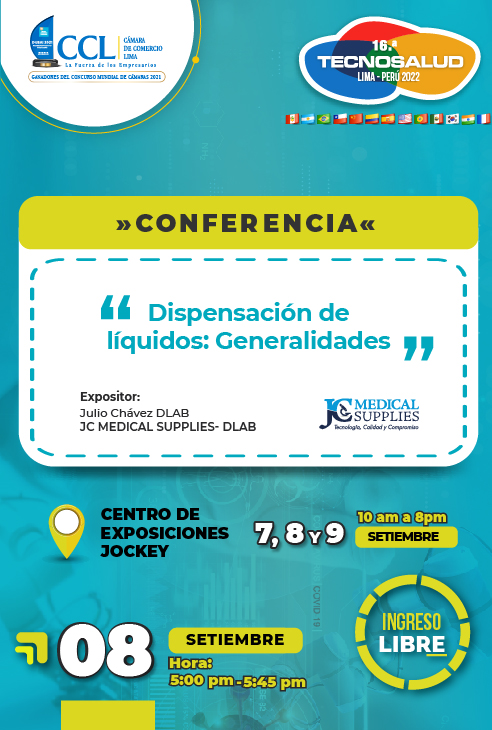 CCL
CÁMARA
DE COMERCIO
LIMA
La Fuerza de los Empresarios
GANADORES DEL CONCURSO MUNDIAL DE CÁMARAS 2021
16.ª
TECNOSALUD
LIMA - PERÚ 2022
»CONFERENCIA«
“ Dispensación de
líquidos: Generalidades ”
Expositor:
Julio Chávez DLAB
JC MEDICAL SUPPLIES- DLAB
JC MEDICAL
SUPPLIES
Tecnología, Calidad y Compromiso
CENTRO DE
EXPOSICIONES
JOCKEY
7, 8 Y 9
10 am a 8pm
SETIEMBRE
COVID 19
INGRESO
LIBRE
08
SETIEMBRE
Hora:
5:00 pm -5:45 pm